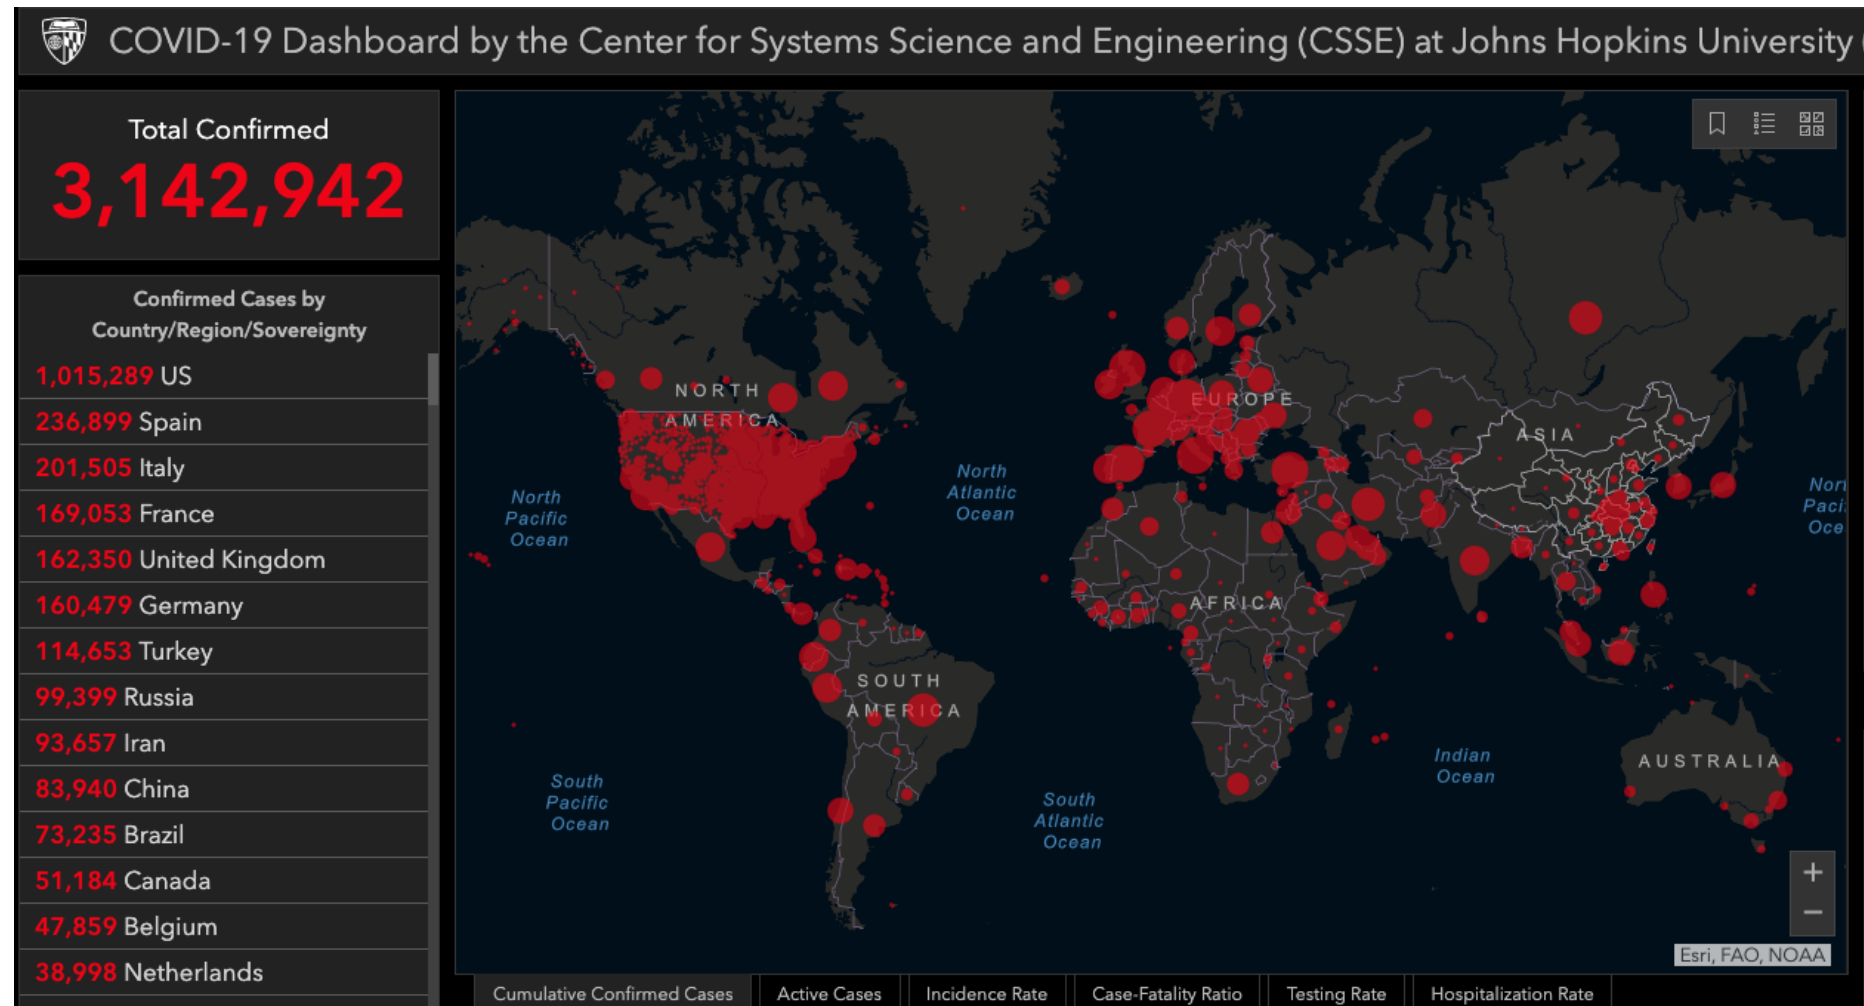 COVID-19 Dashboard by the Center for Systems Science and Engineering (CSSE) at Johns Hopkins University
Total Confirmed
3,142,942
Confirmed Cases by
Country/Region/Sovereignty
1,015,289 US
236,899 Spain
201,505 Italy
169,053 France
162,350 United Kingdom
160,479 Germany
114,653 Turkey
99,399 Russia
93,657 Iran
83,940 China
73,235 Brazil
51,184 Canada
47,859 Belgium
38,998 Netherlands
NORTH
AMERICA
EUROPE
ASIA
North
Atlantic
Ocean
North
Pacific
Ocean
Nort
Paci
Oce
AFRICA
SOUTH
AMERICA
Indian
Ocean
AUSTRALIA
South
Pacific
Ocean
South
Atlantic
Ocean
+
−
Esri, FAO, NOAA
Cumulative Confirmed Cases
Active Cases
Incidence Rate
Case-Fatality Ratio
Testing Rate
Hospitalization Rate